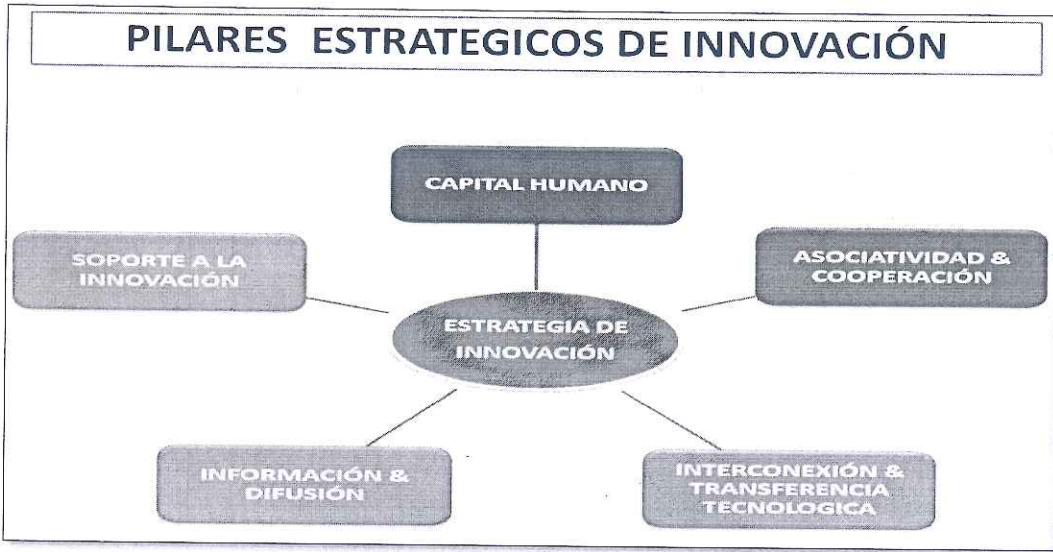 PILARES ESTRATEGICOS DE INNOVACIÓN
CAPITAL HUMANO
SOPORTE A LA
INNOVACIÓN
ASOCIATIVIDAD &
COOPERACIÓN
ESTRATEGIA DE
INNOVACIÓN
INFORMACIÓN &
DIFUSIÓN
INTERCONEXIÓN &
TRANSFERENCIA
TECNOLOGICA